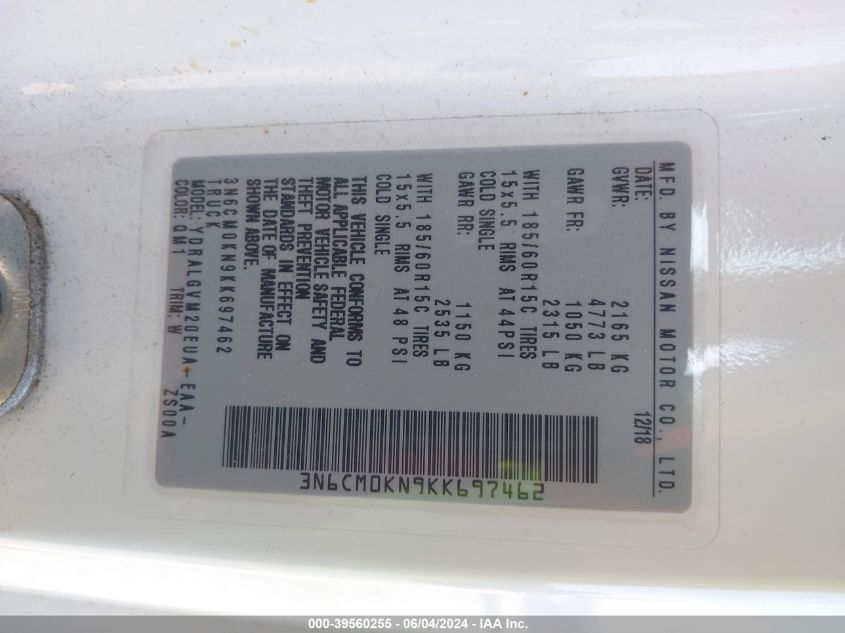 MFD. BY NISSAN MOTOR CO., LTD.
DATE: 12/18
GVWR: 2165 KG
4773 LB
GAWR FR: 1050 KG
2315 LB
WITH 185/60R15C TIRES
15x5.5 RIMS AT 44PSI
COLD SINGLE
GAWR RR: 1150 KG
2535 LB
WITH 185/60R15C TIRES
15x5.5 RIMS AT 48 PSI
COLD SINGLE
THIS VEHICLE CONFORMS TO
ALL APPLICABLE FEDERAL
MOTOR VEHICLE SAFETY AND
THEFT PREVENTION
STANDARDS IN EFFECT ON
THE DATE OF MANUFACTURE
SHOWN ABOVE.
3N6CM0KN9KK697462
TRUCK
MODEL: YDRALGVM20EUA-EAA-
ZS00A
COLOR: QM1 TRIM: W
3N6CM0KN9KK697462
000-39560255 - 06/04/2024 - IAA Inc.